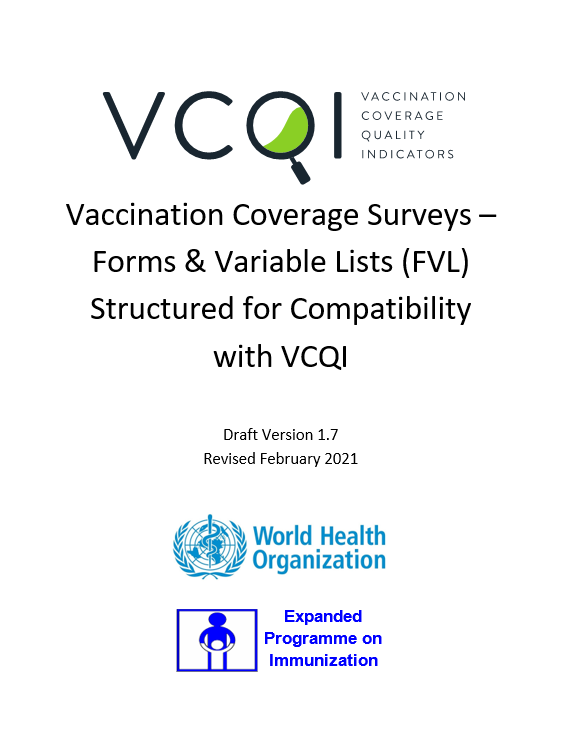 VCQI
VACCINATION
COVERAGE
QUALITY
INDICATORS
Vaccination Coverage Surveys –
Forms & Variable Lists (FVL)
Structured for Compatibility
with VCQI
Draft Version 1.7
Revised February 2021
World Health
Organization
Expanded
Programme on
Immunization